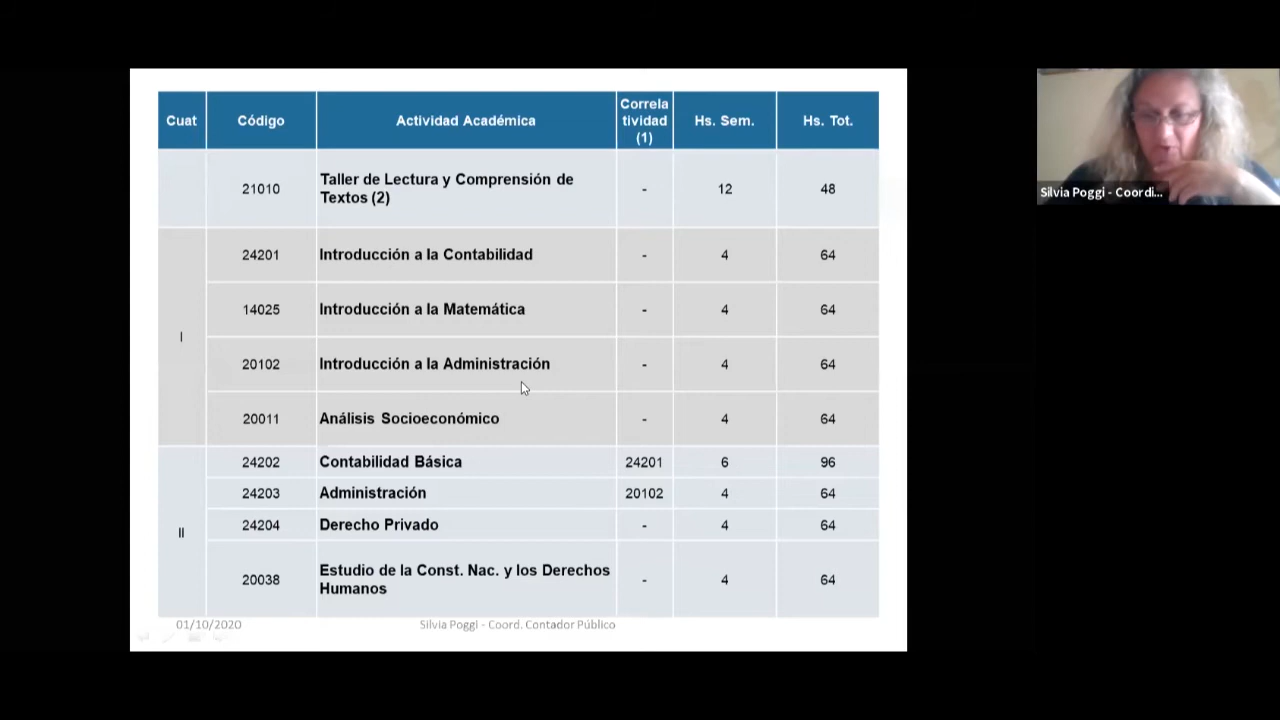 Cuat Código Actividad Académica Correla tividad (1) Hs. Sem. Hs. Tot.
21010 Taller de Lectura y Comprensión de Textos (2) - 12 48
I
24201 Introducción a la Contabilidad - 4 64
14025 Introducción a la Matemática - 4 64
20102 Introducción a la Administración - 4 64
20011 Análisis Socioeconómico - 4 64
II
24202 Contabilidad Básica 24201 6 96
24203 Administración 20102 4 64
24204 Derecho Privado - 4 64
20038 Estudio de la Const. Nac. y los Derechos Humanos - 4 64
01/10/2020 Silvia Poggi - Coord. Contador Público
Silvia Poggi - Coordi...